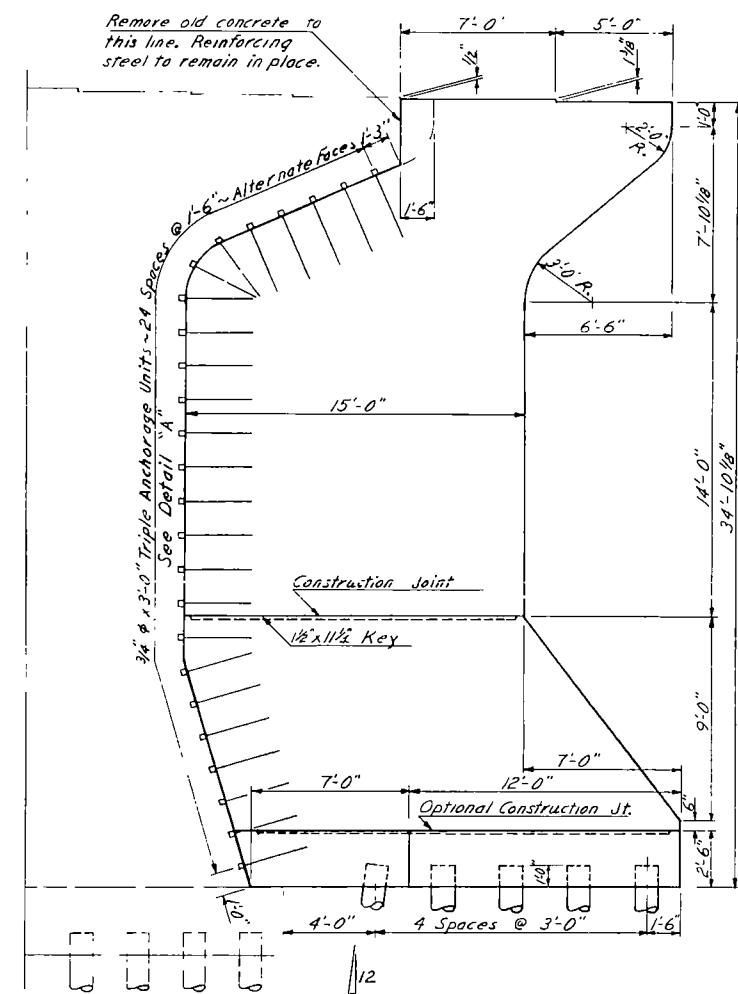 Remove old concrete to
this line. Reinforcing
steel to remain in place.
7'-0'
5'-0"
1/2"
1 1/8"
1'-0"
2'-0"
R.
7'-10 1/8"
1'-3"
3/4" φ x 3'-0" Triple Anchorage Units ~ 24 Spaces @ 1'-6" ~ Alternate Faces
See Detail "A"
1'-6"
3'-0" R.
6'-6"
15'-0"
14'-0"
34'-10 1/8"
Construction Joint
1 1/2" x 11 1/2" Key
9'-0"
7'-0"
7'-0"
12'-0"
6"
Optional Construction Jt.
2'-6"
1'-0"
1'-0"
4'-0"
4 Spaces @ 3'-0"
1'-6"
12